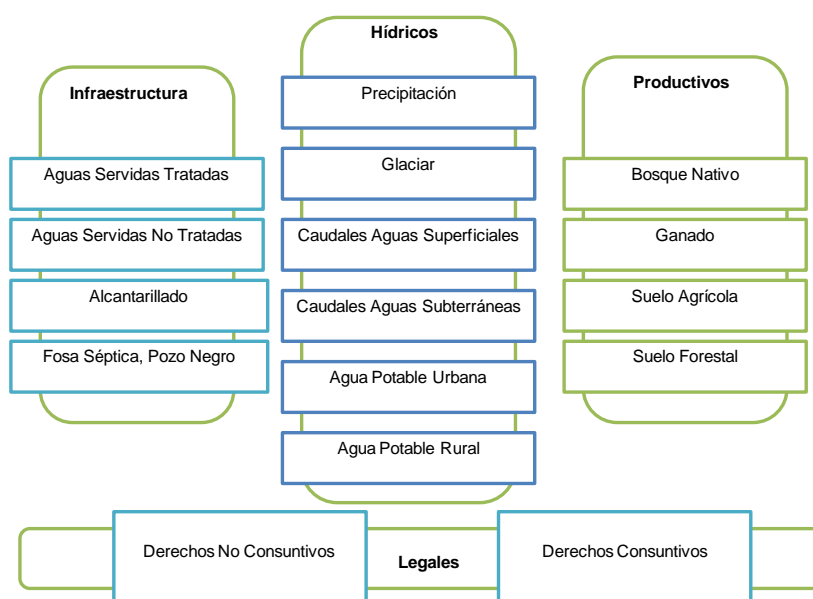 Hídricos
Precipitación
Glaciar
Caudales Aguas Superficiales
Caudales Aguas Subterráneas
Agua Potable Urbana
Agua Potable Rural
Infraestructura
Aguas Servidas Tratadas
Aguas Servidas No Tratadas
Alcantarillado
Fosa Séptica, Pozo Negro
Productivos
Bosque Nativo
Ganado
Suelo Agrícola
Suelo Forestal
Derechos No Consuntivos
Legales
Derechos Consuntivos